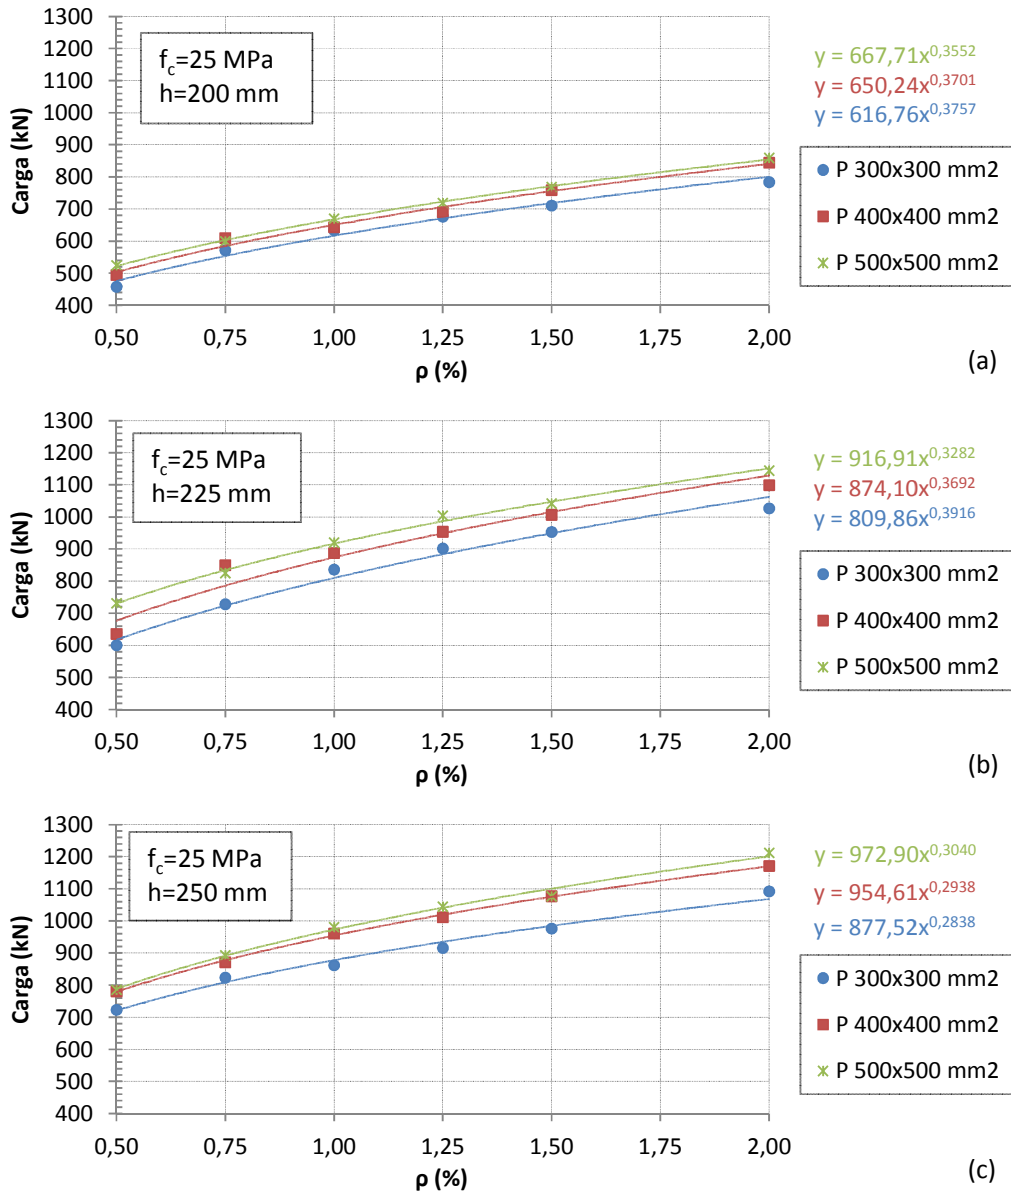 1300
1200
1100
1000
900
800
700
600
500
400
Carga (kN)
f_c=25 MPa
h=200 mm
0,50 0,75 1,00 1,25 1,50 1,75 2,00
ρ (%)
y = 667,71x^0,3552
y = 650,24x^0,3701
y = 616,76x^0,3757
P 300x300 mm2
P 400x400 mm2
P 500x500 mm2
(a)
1300
1200
1100
1000
900
800
700
600
500
400
Carga (kN)
f_c=25 MPa
h=225 mm
0,50 0,75 1,00 1,25 1,50 1,75 2,00
ρ (%)
y = 916,91x^0,3282
y = 874,10x^0,3692
y = 809,86x^0,3916
P 300x300 mm2
P 400x400 mm2
P 500x500 mm2
(b)
1300
1200
1100
1000
900
800
700
600
500
400
Carga (kN)
f_c=25 MPa
h=250 mm
0,50 0,75 1,00 1,25 1,50 1,75 2,00
ρ (%)
y = 972,90x^0,3040
y = 954,61x^0,2938
y = 877,52x^0,2838
P 300x300 mm2
P 400x400 mm2
P 500x500 mm2
(c)